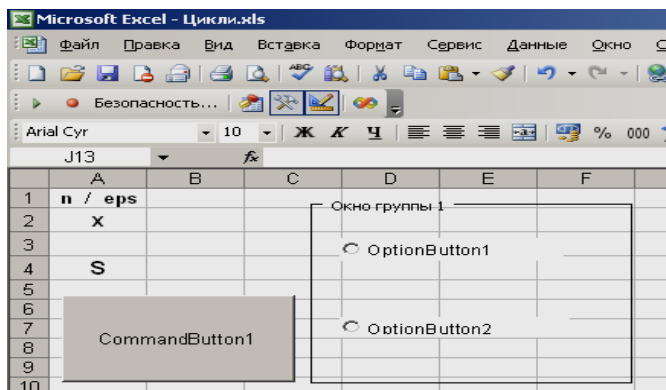 Microsoft Excel - Циклы.xls
Файл Правка Вид Вставка Формат Сервис Данные Окно
Безопасность...
Arial Cyr 10 Ж К Ч % 000
J13 fx
A B C D E F
1 n / eps
Окно группы 1
2 x
3 OptionButton1
4 S
5
6
7 CommandButton1 OptionButton2
8
9
10